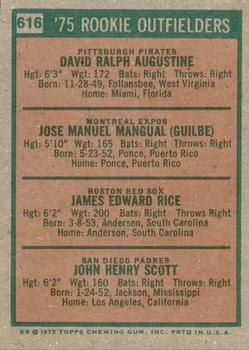 616
'75 ROOKIE OUTFIELDERS
PITTSBURGH PIRATES
DAVID RALPH AUGUSTINE
Hgt: 6'3" Wgt: 172 Bats: Right Throws: Right
Born: 11-28-49, Follansbee, West Virginia
Home: Miami, Florida
MONTREAL EXPOS
JOSE MANUEL MANGUAL (GUILBE)
Hgt: 5'10" Wgt: 165 Bats: Right Throws: Right
Born: 5-23-52, Ponce, Puerto Rico
Home: Ponce, Puerto Rico
BOSTON RED SOX
JAMES EDWARD RICE
Hgt: 6'2" Wgt: 200 Bats: Right Throws: Right
Born: 3-8-53, Anderson, South Carolina
Home: Anderson, South Carolina
SAN DIEGO PADRES
JOHN HENRY SCOTT
Hgt: 6'2" Wgt: 160 Bats: Right Throws: Right
Born: 1-24-52, Jackson, Mississippi
Home: Los Angeles, California
** © 1975 TOPPS CHEWING GUM, INC. PRTD IN U.S.A.